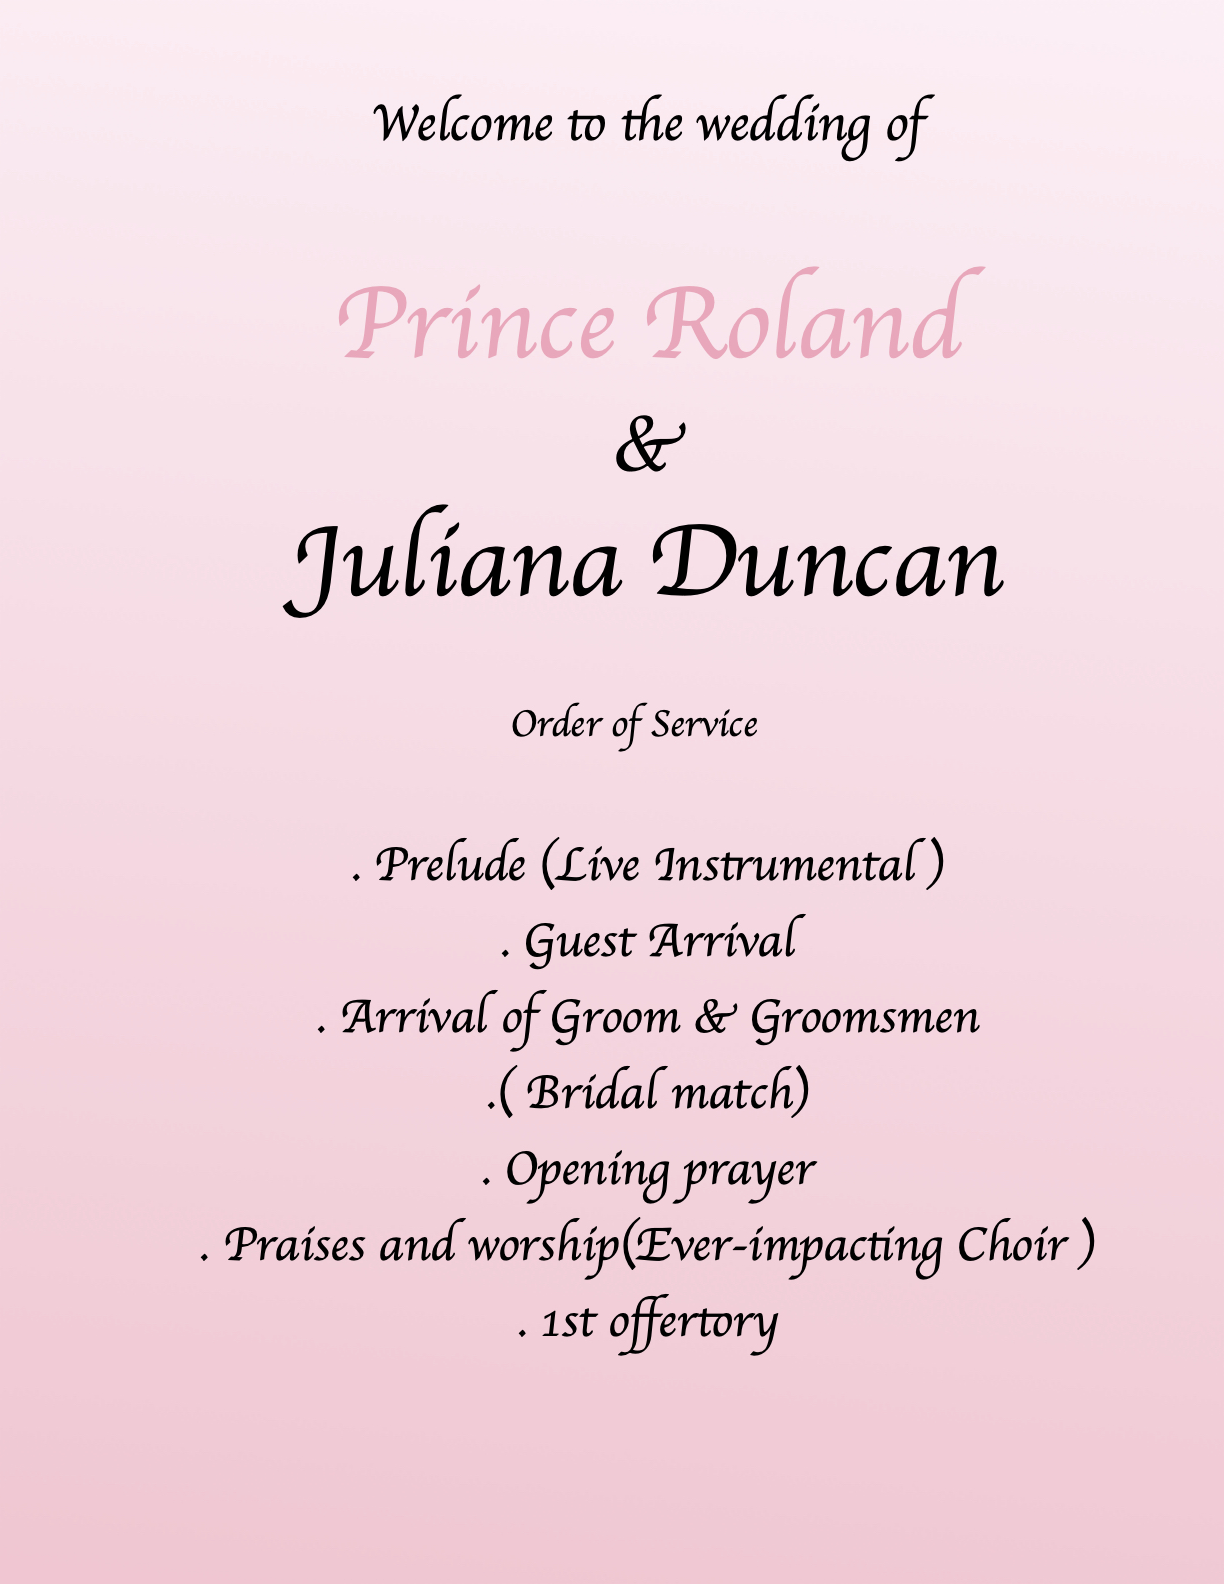 Welcome to the wedding of
Prince Roland
&
Juliana Duncan
Order of Service
. Prelude (Live Instrumental )
. Guest Arrival
. Arrival of Groom & Groomsmen
.( Bridal match)
. Opening prayer
. Praises and worship(Ever-impacting Choir )
. 1st offertory